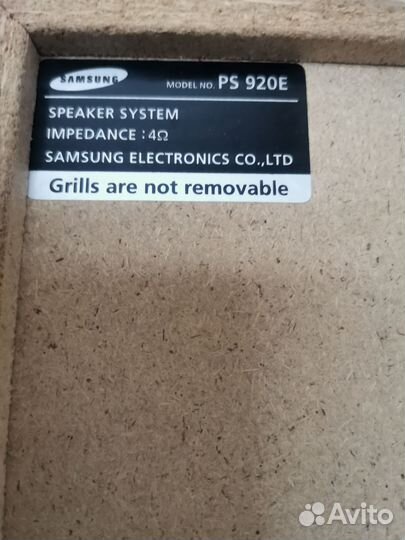 SAMSUNG MODEL NO. PS 920E
SPEAKER SYSTEM
IMPEDANCE : 4Ω
SAMSUNG ELECTRONICS CO.,LTD
Grills are not removable
Avito